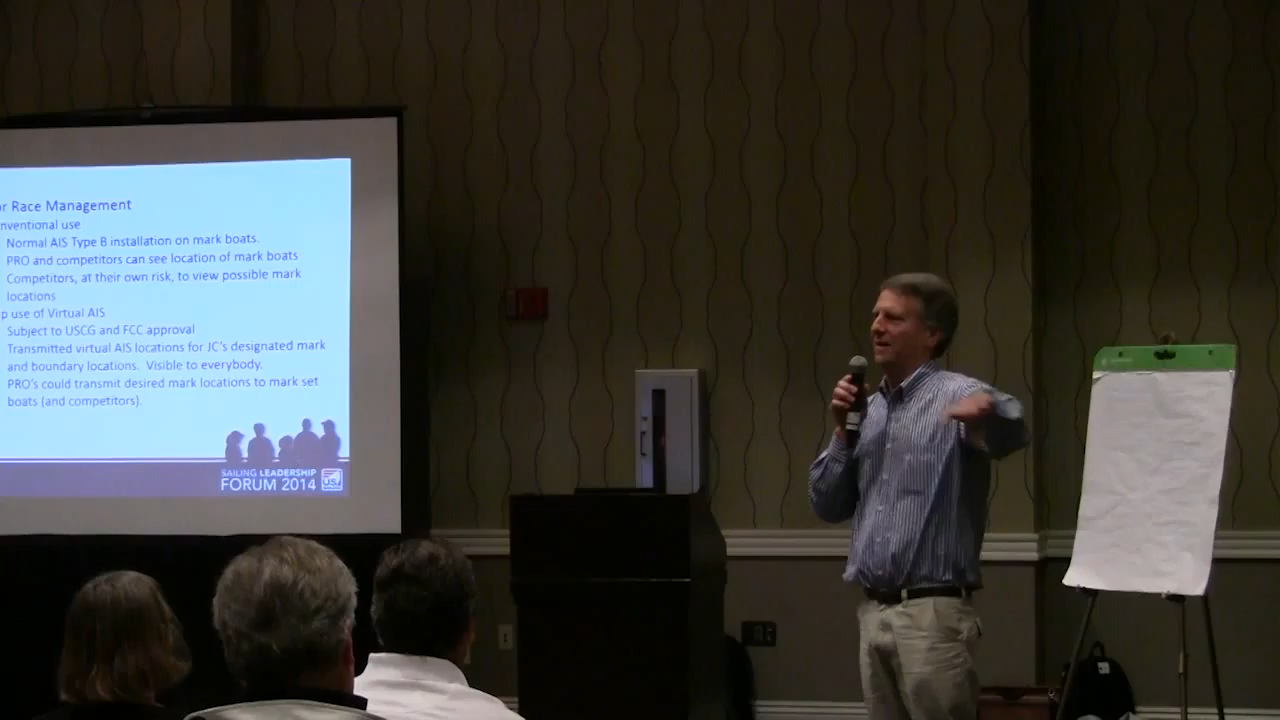 or Race Management
nventional use
Normal AIS Type B installation on mark boats.
PRO and competitors can see location of mark boats
Competitors, at their own risk, to view possible mark
locations
p use of Virtual AIS
Subject to USCG and FCC approval
Transmitted virtual AIS locations for JC's designated mark
and boundary locations. Visible to everybody.
PRO's could transmit desired mark locations to mark set
boats (and competitors).
SAILING LEADERSHIP
FORUM 2014
US